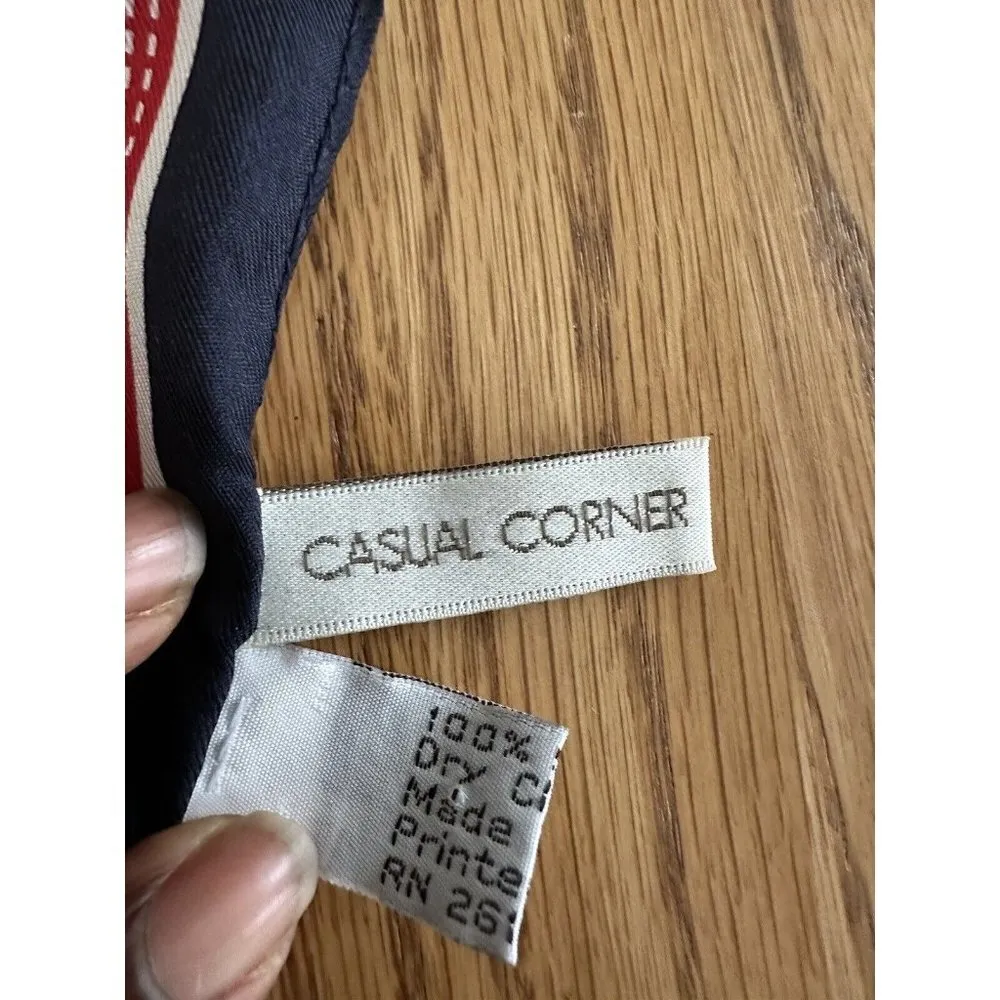 CASUAL CORNER
100%
Dry
Made
Printe
RN 26